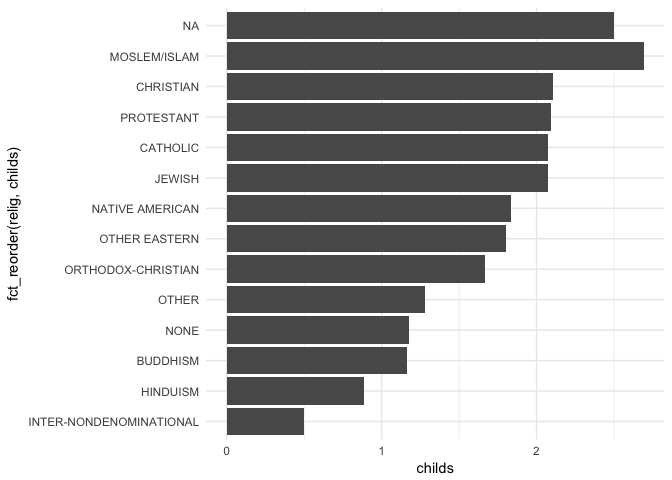 NA
MOSLEM/ISLAM
CHRISTIAN
PROTESTANT
CATHOLIC
JEWISH
NATIVE AMERICAN
OTHER EASTERN
ORTHODOX-CHRISTIAN
OTHER
NONE
BUDDHISM
HINDUISM
INTER-NONDENOMINATIONAL
fct_reorder(relig, childs)
0 1 2
childs